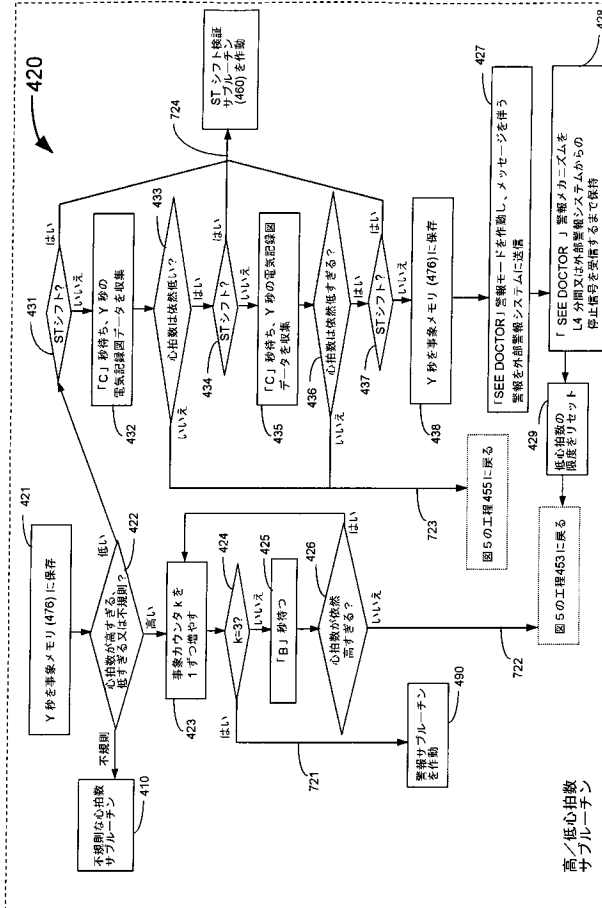 420
421
Y 秒を事象メモリ (476) に保存
422
心拍数が高すぎる、
低すぎる又は不規則?
不規則
不規則な心拍数
サブルーチン
410
高い
低い
事象カウンタ k を
1 ずつ増やす
423
424
k=3?
はい
いいえ
425
「B」秒待つ
426
心拍数が依然
高すぎる?
はい
いいえ
721
警報サブルーチン
を作動
490
722
図 5 の工程 453 に戻る
431
ST シフト?
はい
いいえ
「C」秒待ち、Y 秒の
電気記録図データを収集
432
433
心拍数は依然低い?
いいえ
はい
434
ST シフト?
はい
いいえ
「C」秒待ち、Y 秒の電気記録図
データを収集
435
心拍数は依然低すぎる?
436
いいえ
はい
437
ST シフト?
はい
いいえ
Y 秒を事象メモリ (476) に保存
438
724
ST シフト検証
サブルーチン
(460) を作動
723
図 5 の工程 455 に戻る
427
「SEE DOCTOR」警報モードを作動し、メッセージを伴う
警報を外部警報システムに送信
428
「 SEE DOCTOR 」警報メカニズムを
L4 分間又は外部警報システムからの
停止信号を受信するまで保持
429
低心拍数の
限度をリセット
高/低心拍数
サブルーチン